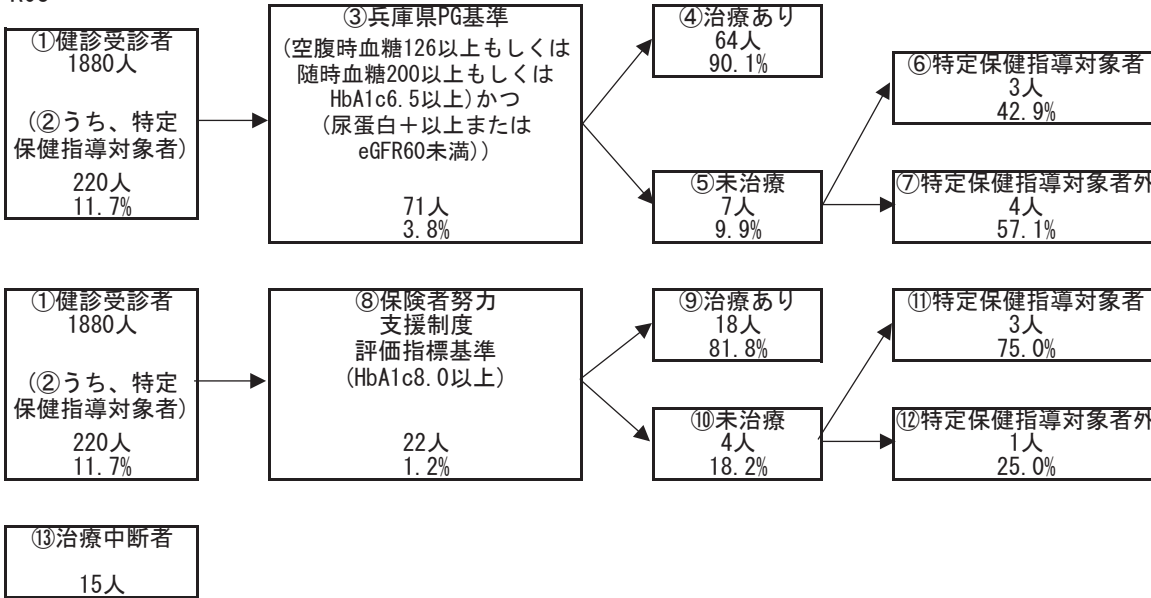 ①健診受診者
1880人
(②うち、特定
保健指導対象者)
220人
11.7%
③兵庫県PG基準
(空腹時血糖126以上もしくは
随時血糖200以上もしくは
HbA1c6.5以上)かつ
(尿蛋白+以上または
eGFR60未満))
71人
3.8%
④治療あり
64人
90.1%
⑤未治療
7人
9.9%
⑥特定保健指導対象者
3人
42.9%
⑦特定保健指導対象者外
4人
57.1%
①健診受診者
1880人
(②うち、特定
保健指導対象者)
220人
11.7%
⑧保険者努力
支援制度
評価指標基準
(HbA1c8.0以上)
22人
1.2%
⑨治療あり
18人
81.8%
⑩未治療
4人
18.2%
⑪特定保健指導対象者
3人
75.0%
⑫特定保健指導対象者外
1人
25.0%
⑬治療中断者
15人